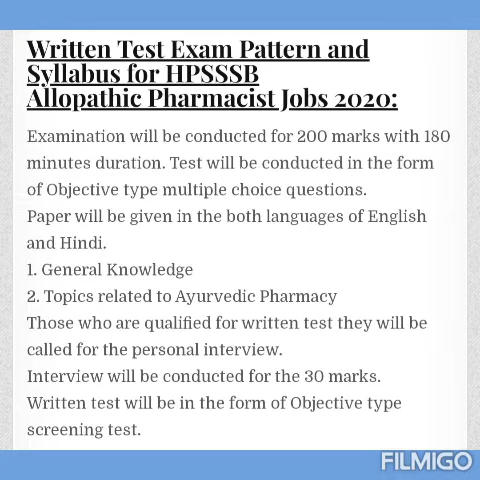 Written Test Exam Pattern and
Syllabus for HPSSSB
Allopathic Pharmacist Jobs 2020:
Examination will be conducted for 200 marks with 180
minutes duration. Test will be conducted in the form
of Objective type multiple choice questions.
Paper will be given in the both languages of English
and Hindi.
1. General Knowledge
2. Topics related to Ayurvedic Pharmacy
Those who are qualified for written test they will be
called for the personal interview.
Interview will be conducted for the 30 marks.
Written test will be in the form of Objective type
screening test.
FILMIGO